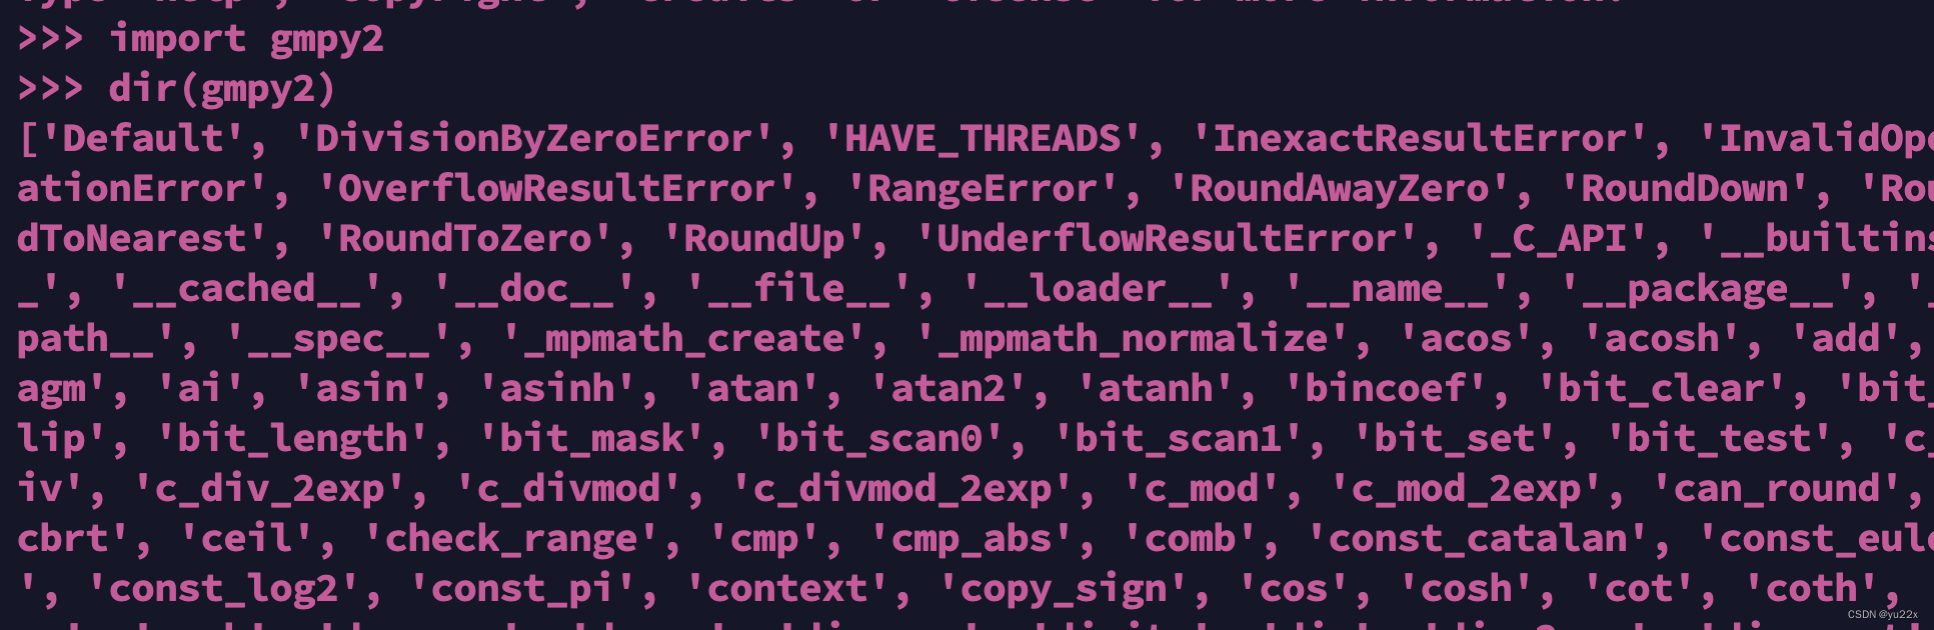 >>> import gmpy2
>>> dir(gmpy2)
['Default', 'DivisionByZeroError', 'HAVE_THREADS', 'InexactResultError', 'InvalidOpe
ationError', 'OverflowResultError', 'RangeError', 'RoundAwayZero', 'RoundDown', 'Rou
dToNearest', 'RoundToZero', 'RoundUp', 'UnderflowResultError', '_C_API', '__builtins
_', '__cached__', '__doc__', '__file__', '__loader__', '__name__', '__package__', '_
path__', '__spec__', '_mpmath_create', '_mpmath_normalize', 'acos', 'acosh', 'add',
agm', 'ai', 'asin', 'asinh', 'atan', 'atan2', 'atanh', 'bincoef', 'bit_clear', 'bit_
lip', 'bit_length', 'bit_mask', 'bit_scan0', 'bit_scan1', 'bit_set', 'bit_test', 'c_
iv', 'c_div_2exp', 'c_divmod', 'c_divmod_2exp', 'c_mod', 'c_mod_2exp', 'can_round',
cbrt', 'ceil', 'check_range', 'cmp', 'cmp_abs', 'comb', 'const_catalan', 'const_eule
', 'const_log2', 'const_pi', 'context', 'copy_sign', 'cos', 'cosh', 'cot', 'coth',
CSDN @yu22x